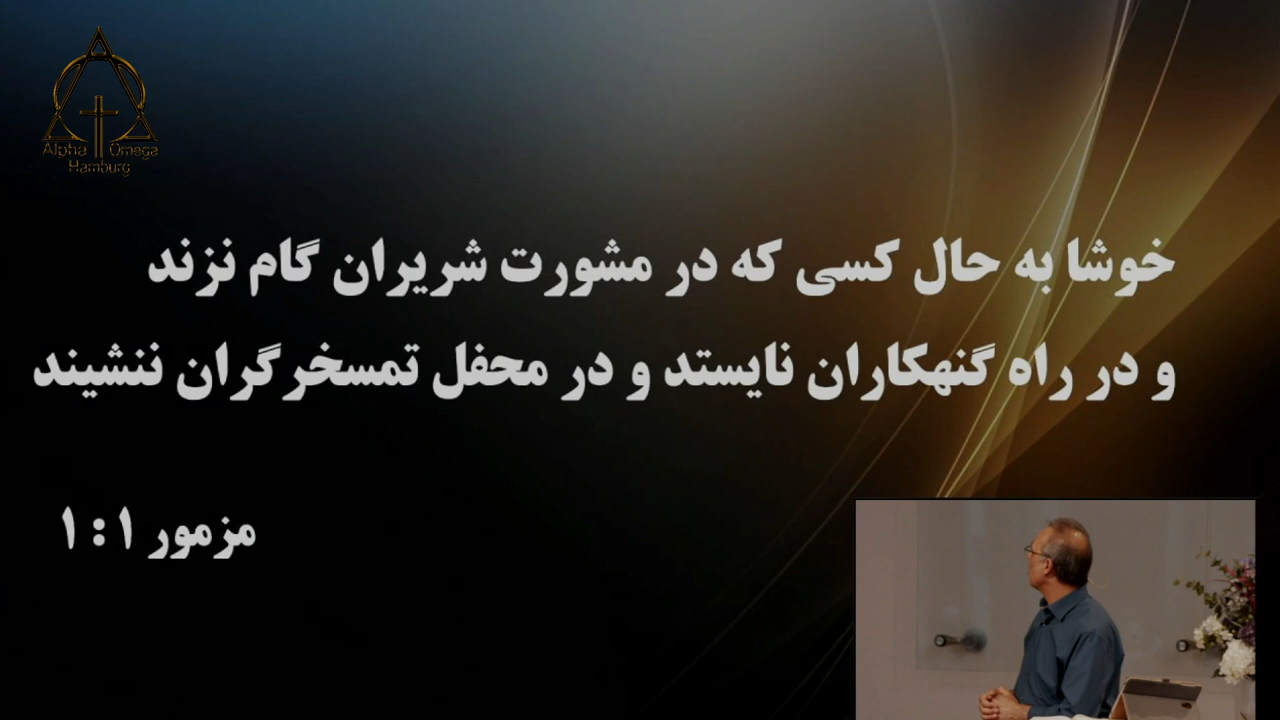 Alpha Omega
Hamburg
خوشا به حال کسی که در مشورت شریران گام نزند
و در راه گنهکاران نایستد و در محفل تمسخرگران ننشیند
مزمور ۱ : ۱